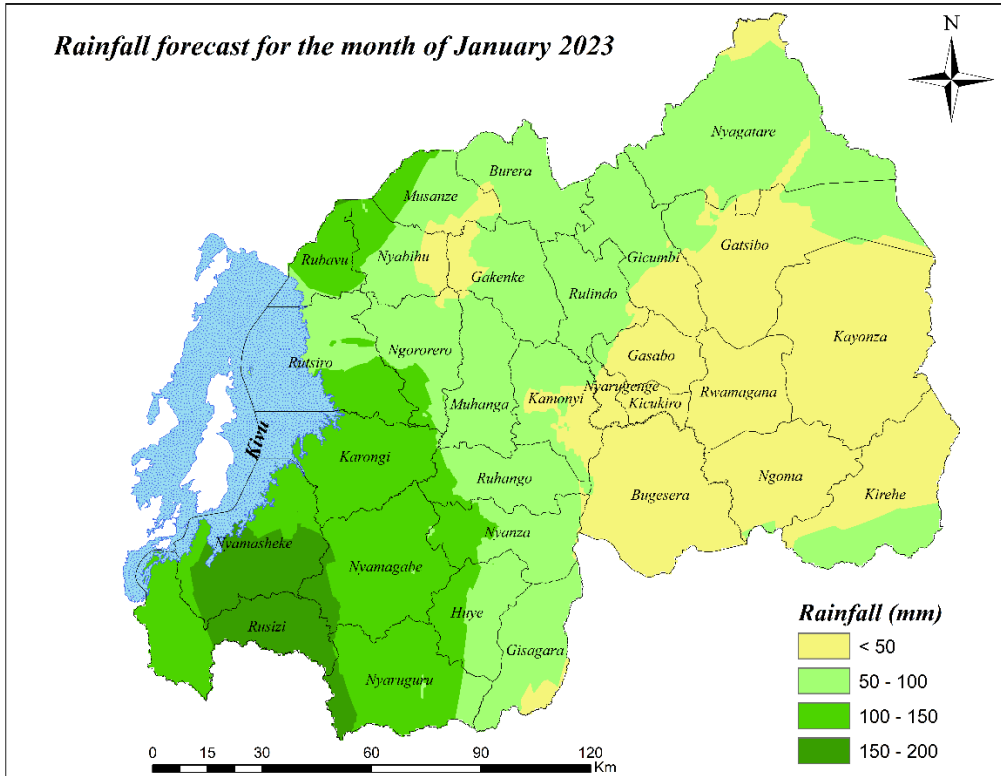 Rainfall forecast for the month of January 2023
N
Nyagatare
Burera
Musanze
Gatsibo
Rubavu
Nyabihu
Gicumbi
Gakenke
Rulindo
Kayonza
Rutsiro
Ngororero
Gasabo
Nyarugenge
Kamonyi
Kicukiro
Rwamagana
Muhanga
Kivu
Karongi
Ruhango
Ngoma
Bugesera
Kirehe
Nyanza
Nyamasheke
Nyamagabe
Huye
Rusizi
Gisagara
Nyaruguru
Rainfall (mm)
< 50
50 - 100
100 - 150
150 - 200
0 15 30 60 90 120
Km